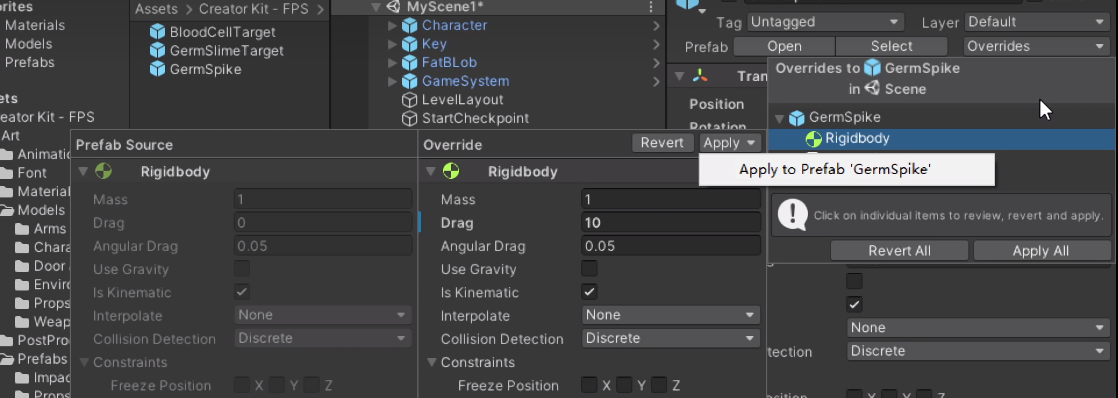 orites
Materials
Models
Prefabs
ets
reator Kit - FPS
Art
Animatio
Font
Material
Models
Arms
Chara
Door
Enviro
Props
Weap
PostProc
Prefabs
Impac
Props
Assets > Creator Kit - FPS >
BloodCellTarget
GermSlimeTarget
GermSpike
MyScene1*
Character
Key
FatBLob
GameSystem
LevelLayout
StartCheckpoint
Tag Untagged Layer Default
Prefab Open Select Overrides
Tran
Position
Rotation
Overrides to GermSpike
in Scene
GermSpike
Rigidbody
Click on individual items to review, revert and apply.
Revert All Apply All
Prefab Source
Rigidbody
Mass 1
Drag 0
Angular Drag 0.05
Use Gravity
Is Kinematic
Interpolate None
Collision Detection Discrete
Constraints
Freeze Position X Y Z
Override Revert Apply
Apply to Prefab 'GermSpike'
Rigidbody
Mass 1
Drag 10
Angular Drag 0.05
Use Gravity
Is Kinematic
Interpolate None
Collision Detection Discrete
Constraints
Freeze Position X Y Z
None
tection Discrete
osition X Y Z